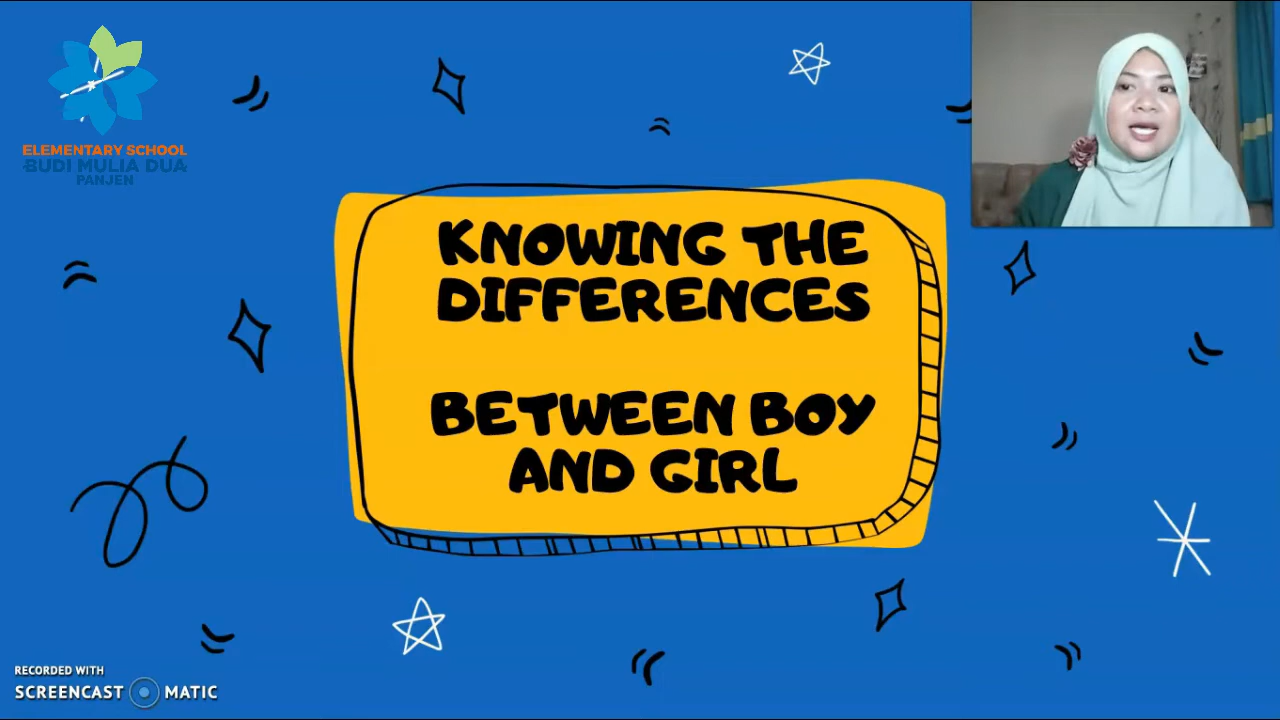 ELEMENTARY SCHOOL
BUDI MULIA DUA
PANJEN
KNOWING THE
DIFFERENCES
BETWEEN BOY
AND GIRL
RECORDED WITH
SCREENCAST MATIC